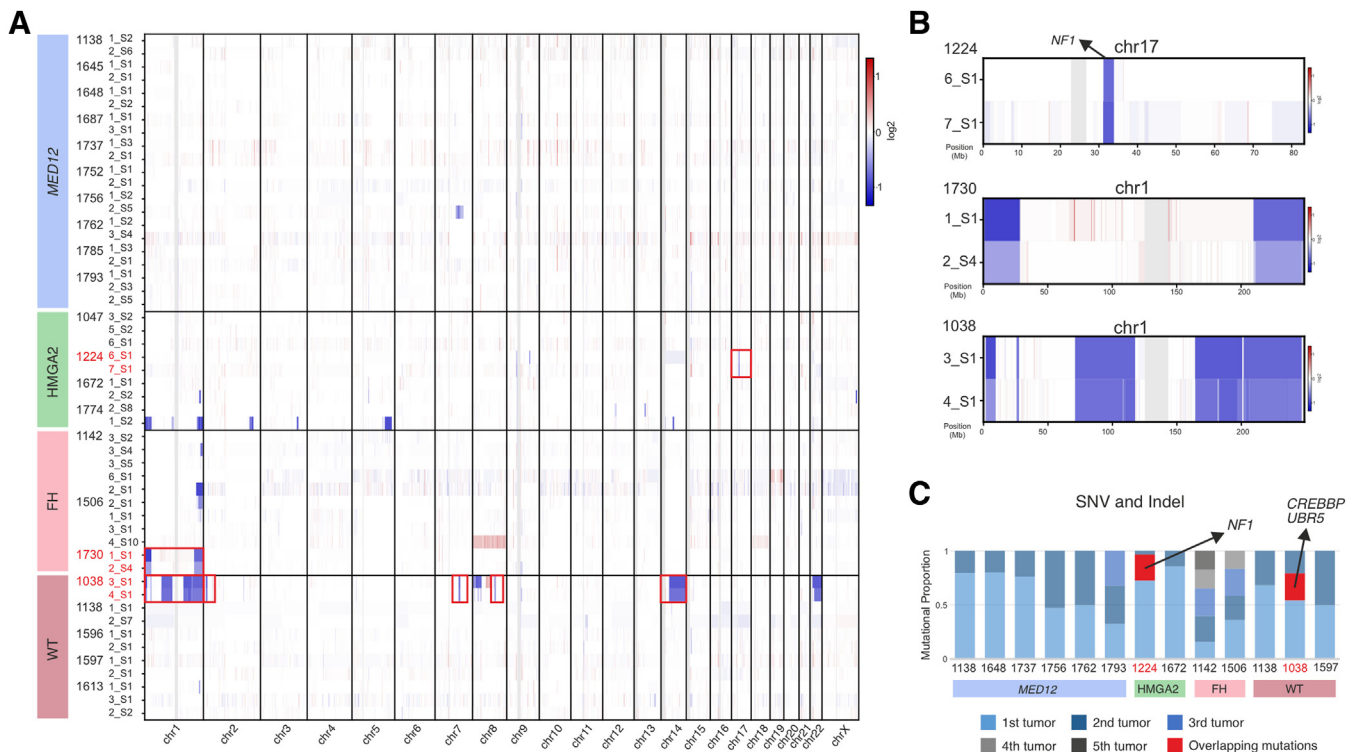 A
MED12
HMGA2
FH
WT
1138 1_S2
2_S6
1645 1_S1
2_S1
1648 1_S1
2_S2
1687 1_S1
3_S1
1737 1_S3
2_S1
1752 1_S1
2_S1
1756 1_S2
2_S5
1762 1_S2
3_S4
1785 1_S3
2_S1
1793 1_S1
2_S3
2_S5
1047 3_S2
5_S2
6_S1
1224 6_S1
7_S1
1672 1_S1
2_S2
1774 2_S8
1_S2
1142 3_S2
3_S4
3_S5
6_S1
2_S1
1506 2_S1
1_S1
3_S1
4_S10
1730 1_S1
2_S4
1038 3_S1
4_S1
1138 1_S1
2_S7
1596 1_S1
1597 1_S1
2_S1
1613 1_S1
3_S1
2_S2
chr1 chr2 chr3 chr4 chr5 chr6 chr7 chr8 chr9 chr10 chr11 chr12 chr13 chr14 chr15 chr16 chr17 chr18 chr19 chr20 chr21 chr22 chrX
1
0
-1
log2
B
NF1
chr17
1224
6_S1
7_S1
log2
Position
(Mb)
0 10 20 30 40 50 60 70 80
chr1
1730
1_S1
2_S4
log2
Position
(Mb)
0 50 100 150 200
chr1
1038
3_S1
4_S1
log2
Position
(Mb)
0 50 100 150 200
C
SNV and Indel
NF1
CREBBP
UBR5
Mutational Proportion
1
0.5
0
1138 1648 1737 1756 1762 1793 1224 1672 1142 1506 1138 1038 1597
MED12 HMGA2 FH WT
1st tumor 2nd tumor 3rd tumor
4th tumor 5th tumor Overlapping mutations